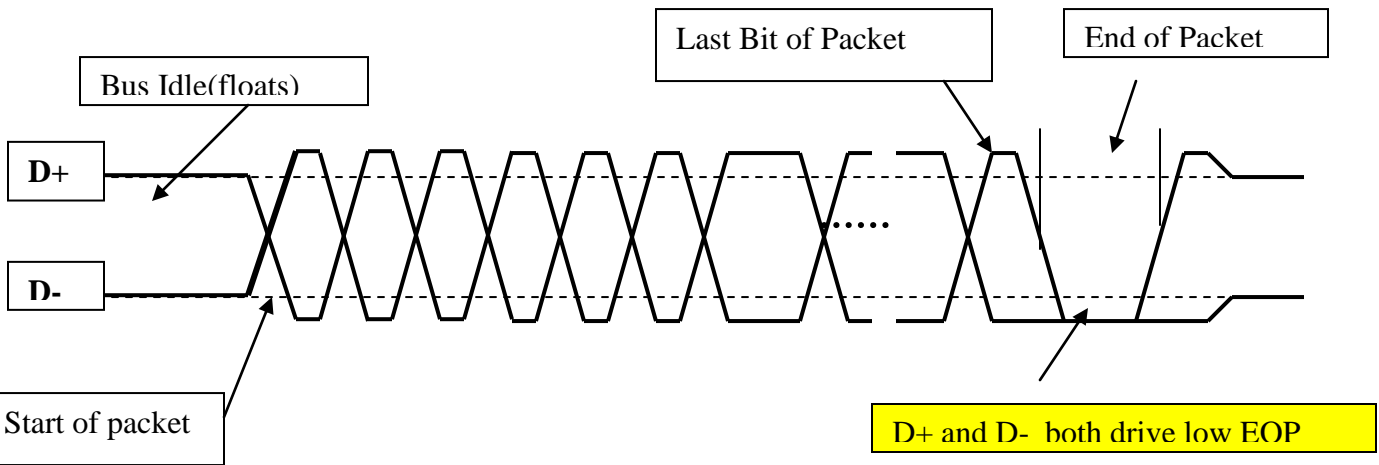 Last Bit of Packet
End of Packet
Bus Idle(floats)
D+
......
D-
Start of packet
D+ and D- both drive low EOP